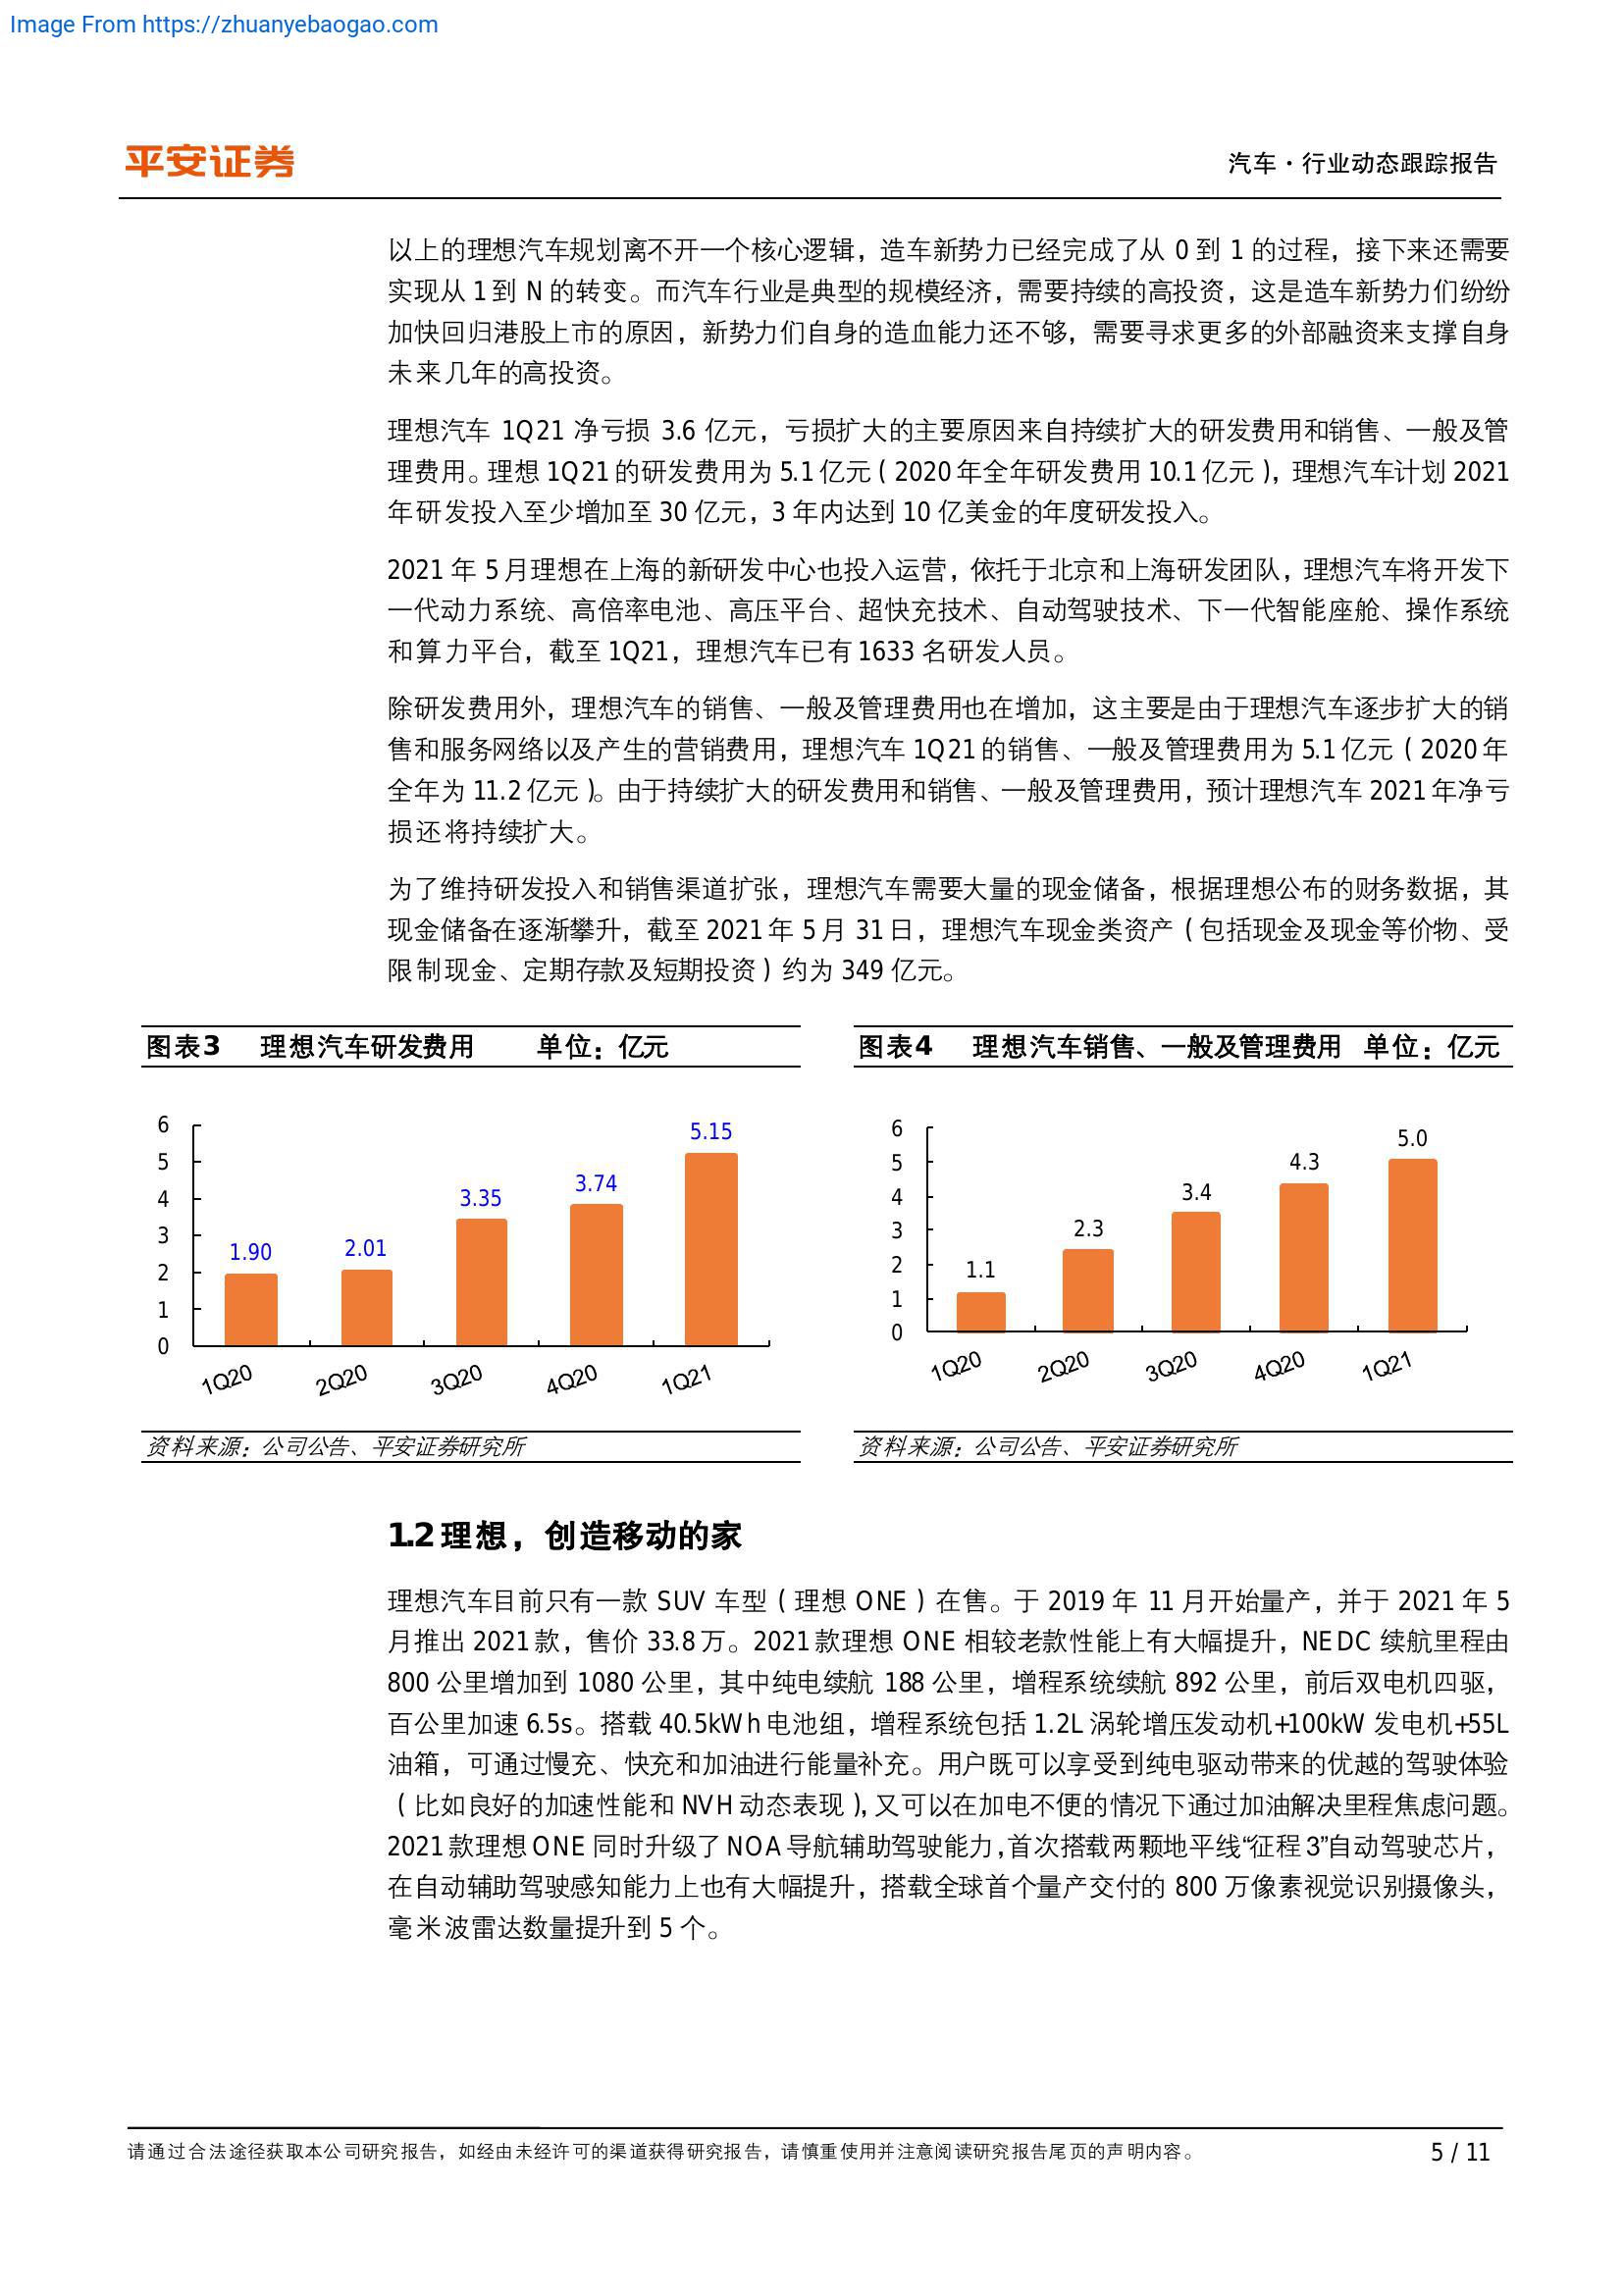 Image From https://zhuanyebaogao.com
平安证券
汽车·行业动态跟踪报告
以上的理想汽车规划离不开一个核心逻辑，造车新势力已经完成了从 0 到 1 的过程，接下来还需要
实现从 1 到 N 的转变。而汽车行业是典型的规模经济，需要持续的高投资，这是造车新势力们纷纷
加快回归港股上市的原因，新势力们自身的造血能力还不够，需要寻求更多的外部融资来支撑自身
未来几年的高投资。
理想汽车 1Q21 净亏损 3.6 亿元，亏损扩大的主要原因来自持续扩大的研发费用和销售、一般及管
理费用。理想 1Q21 的研发费用为 5.1 亿元（2020 年全年研发费用 10.1 亿元），理想汽车计划 2021
年研发投入至少增加至 30 亿元，3 年内达到 10 亿美金的年度研发投入。
2021 年 5 月理想在上海的新研发中心也投入运营，依托于北京和上海研发团队，理想汽车将开发下
一代动力系统、高倍率电池、高压平台、超快充技术、自动驾驶技术、下一代智能座舱、操作系统
和算力平台，截至 1Q21，理想汽车已有 1633 名研发人员。
除研发费用外，理想汽车的销售、一般及管理费用也在增加，这主要是由于理想汽车逐步扩大的销
售和服务网络以及产生的营销费用，理想汽车 1Q21 的销售、一般及管理费用为 5.1 亿元（2020 年
全年为 11.2 亿元）。由于持续扩大的研发费用和销售、一般及管理费用，预计理想汽车 2021 年净亏
损还将持续扩大。
为了维持研发投入和销售渠道扩张，理想汽车需要大量的现金储备，根据理想公布的财务数据，其
现金储备在逐渐攀升，截至 2021 年 5 月 31 日，理想汽车现金类资产（包括现金及现金等价物、受
限制现金、定期存款及短期投资）约为 349 亿元。
图表3 理想汽车研发费用 单位：亿元
6
5
4
3
2
1
0
1.90
2.01
3.35
3.74
5.15
1Q20
2Q20
3Q20
4Q20
1Q21
资料来源：公司公告、平安证券研究所
图表4 理想汽车销售、一般及管理费用 单位：亿元
6
5
4
3
2
1
0
1.1
2.3
3.4
4.3
5.0
1Q20
2Q20
3Q20
4Q20
1Q21
资料来源：公司公告、平安证券研究所
1.2 理想，创造移动的家
理想汽车目前只有一款 SUV 车型（理想 ONE）在售。于 2019 年 11 月开始量产，并于 2021 年 5
月推出 2021 款，售价 33.8 万。2021 款理想 ONE 相较老款性能上有大幅提升，NEDC 续航里程由
800 公里增加到 1080 公里，其中纯电续航 188 公里，增程系统续航 892 公里，前后双电机四驱，
百公里加速 6.5s。搭载 40.5kWh 电池组，增程系统包括 1.2L 涡轮增压发动机+100kW 发电机+55L
油箱，可通过慢充、快充和加油进行能量补充。用户既可以享受到纯电驱动带来的优越的驾驶体验
（比如良好的加速性能和 NVH 动态表现），又可以在加电不便的情况下通过加油解决里程焦虑问题。
2021 款理想 ONE 同时升级了 NOA 导航辅助驾驶能力，首次搭载两颗地平线“征程 3”自动驾驶芯片，
在自动辅助驾驶感知能力上也有大幅提升，搭载全球首个量产交付的 800 万像素视觉识别摄像头，
毫米波雷达数量提升到 5 个。
请通过合法途径获取本公司研究报告，如经由未经许可的渠道获得研究报告，请慎重使用并注意阅读研究报告尾页的声明内容。
5 / 11